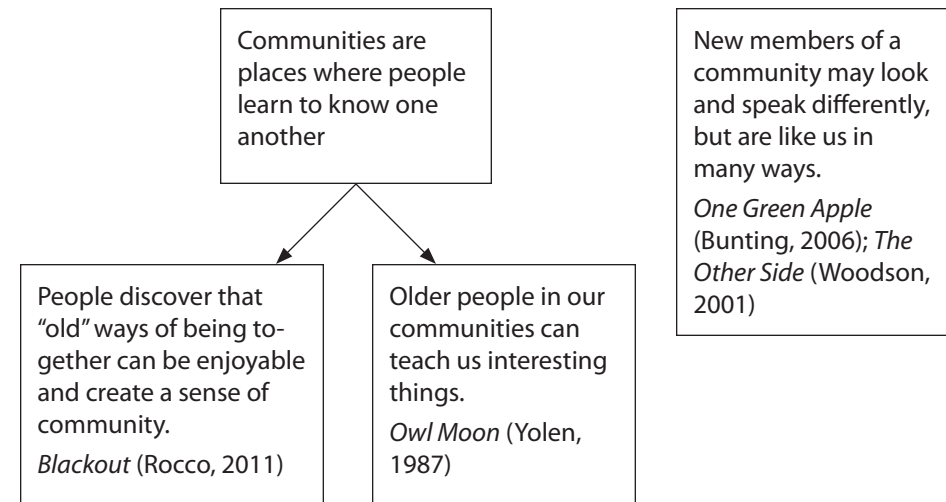 Communities are
places where people
learn to know one
another
New members of a
community may look
and speak differently,
but are like us in
many ways.
One Green Apple
(Bunting, 2006); The
Other Side (Woodson,
2001)
People discover that
“old” ways of being to-
gether can be enjoyable
and create a sense of
community.
Blackout (Rocco, 2011)
Older people in our
communities can
teach us interesting
things.
Owl Moon (Yolen,
1987)